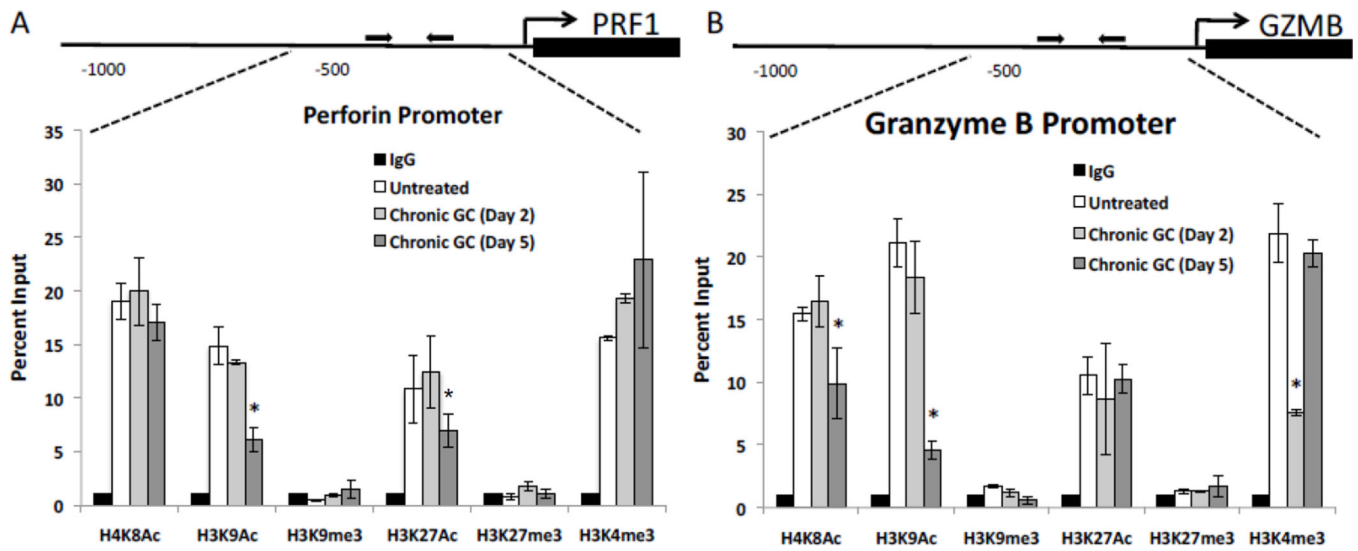 A
PRF1
-1000
-500
Perforin Promoter
35
30
25
20
15
10
5
0
Percent Input
IgG
Untreated
Chronic GC (Day 2)
Chronic GC (Day 5)
*
*
H4K8Ac
H3K9Ac
H3K9me3
H3K27Ac
H3K27me3
H3K4me3
B
GZMB
-1000
-500
Granzyme B Promoter
30
25
20
15
10
5
0
Percent Input
IgG
Untreated
Chronic GC (Day 2)
Chronic GC (Day 5)
*
*
*
H4K8Ac
H3K9Ac
H3K9me3
H3K27Ac
H3K27me3
H3K4me3